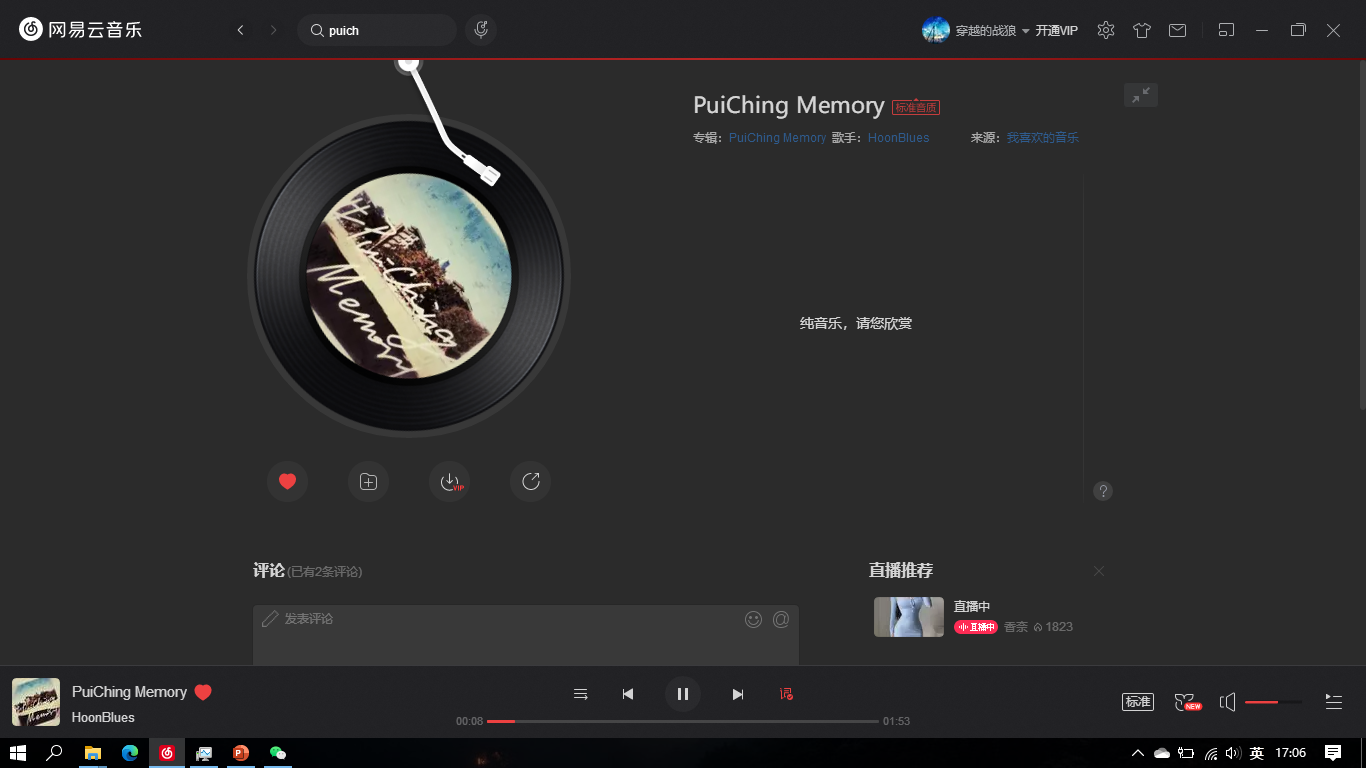 网易云音乐
puich
穿越的战狼
开通VIP
PuiChing Memory
标准音质
专辑：PuiChing Memory 歌手：HoonBlues 来源：我喜欢的音乐
PuiChing
Memory
纯音乐，请您欣赏
VIP
?
评论(已有2条评论)
发表评论
@
直播推荐
直播中
直播中 香奈 1823
PuiChing Memory
HoonBlues
词
00:08
01:53
标准
NEW
英
17:06